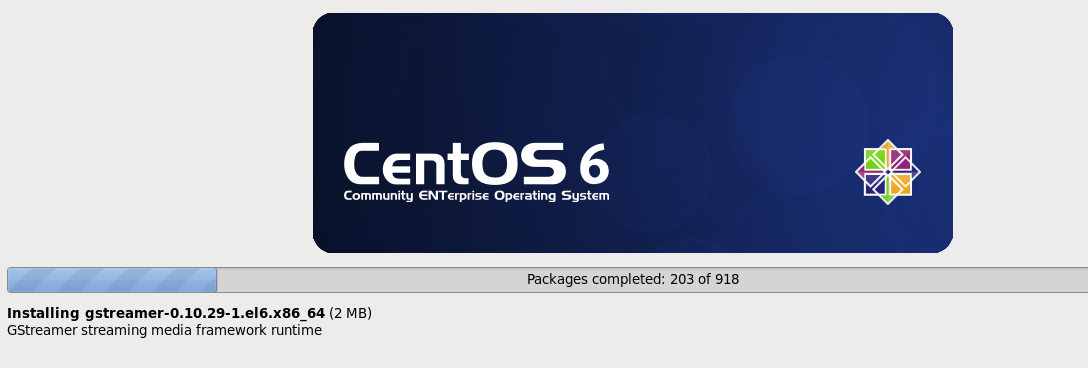 CentOS 6
Community ENTerprise Operating System
Packages completed: 203 of 918
Installing gstreamer-0.10.29-1.el6.x86_64 (2 MB)
GStreamer streaming media framework runtime